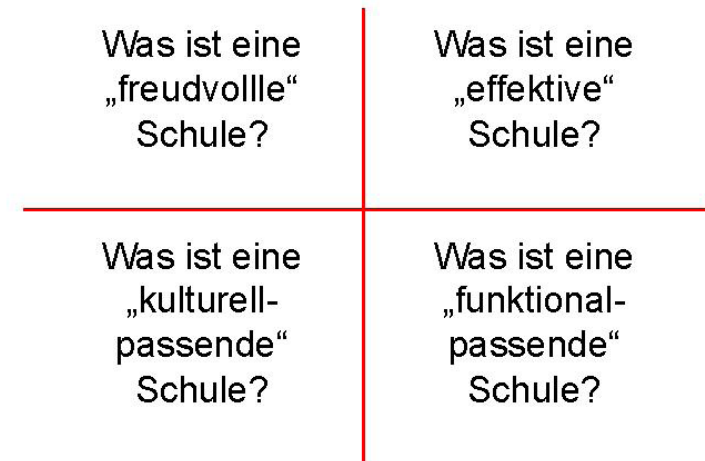 Was ist eine
„freudvollle“
Schule?
Was ist eine
„effektive“
Schule?
Was ist eine
„kulturell-
passende“
Schule?
Was ist eine
„funktional-
passende“
Schule?